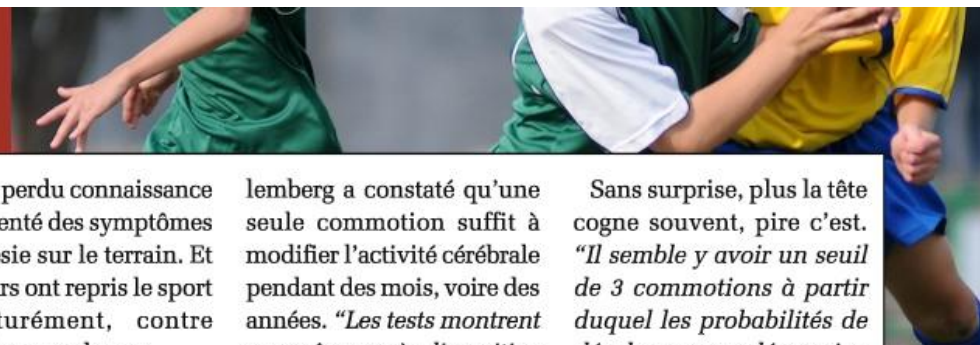 perdu connaissance
enté des symptômes
sie sur le terrain. Et
rs ont repris le sport
turément, contre
lemberg a constaté qu’une
seule commotion suffit à
modifier l’activité cérébrale
pendant des mois, voire des
années. “Les tests montrent
Sans surprise, plus la tête
cogne souvent, pire c’est.
“Il semble y avoir un seuil
de 3 commotions à partir
duquel les probabilités de